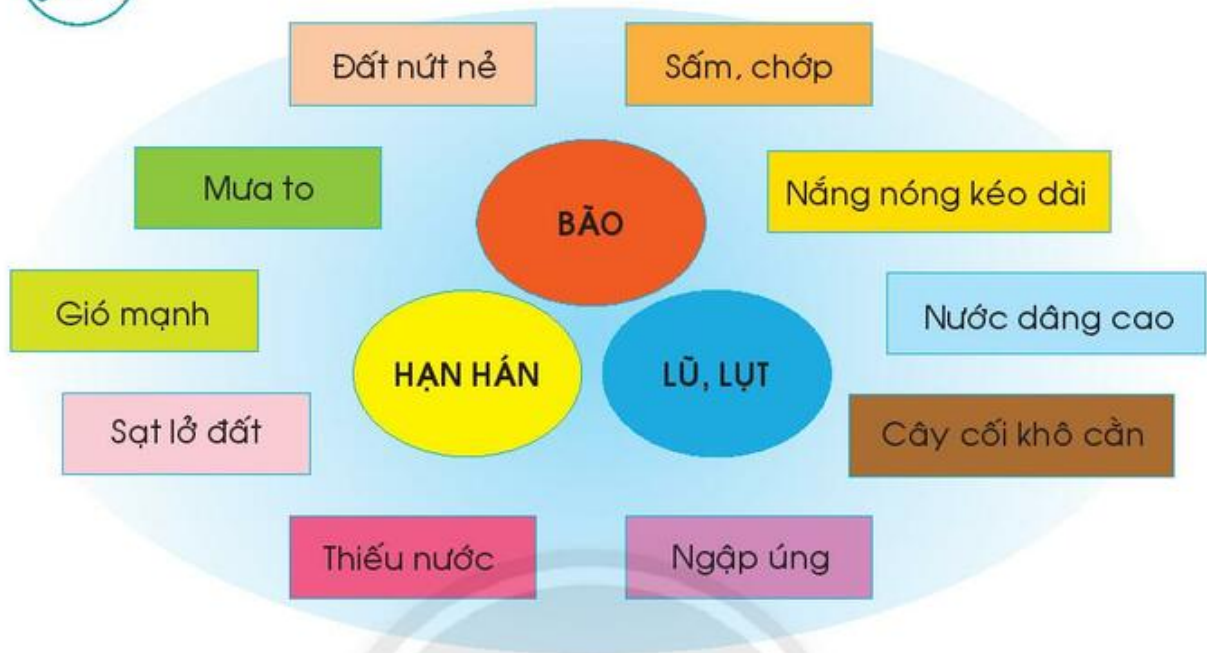 Đất nứt nẻ
Sấm, chớp
Mưa to
BÃO
Nắng nóng kéo dài
Gió mạnh
Nước dâng cao
HẠN HÁN
LŨ, LỤT
Sạt lở đất
Cây cối khô cằn
Thiếu nước
Ngập úng